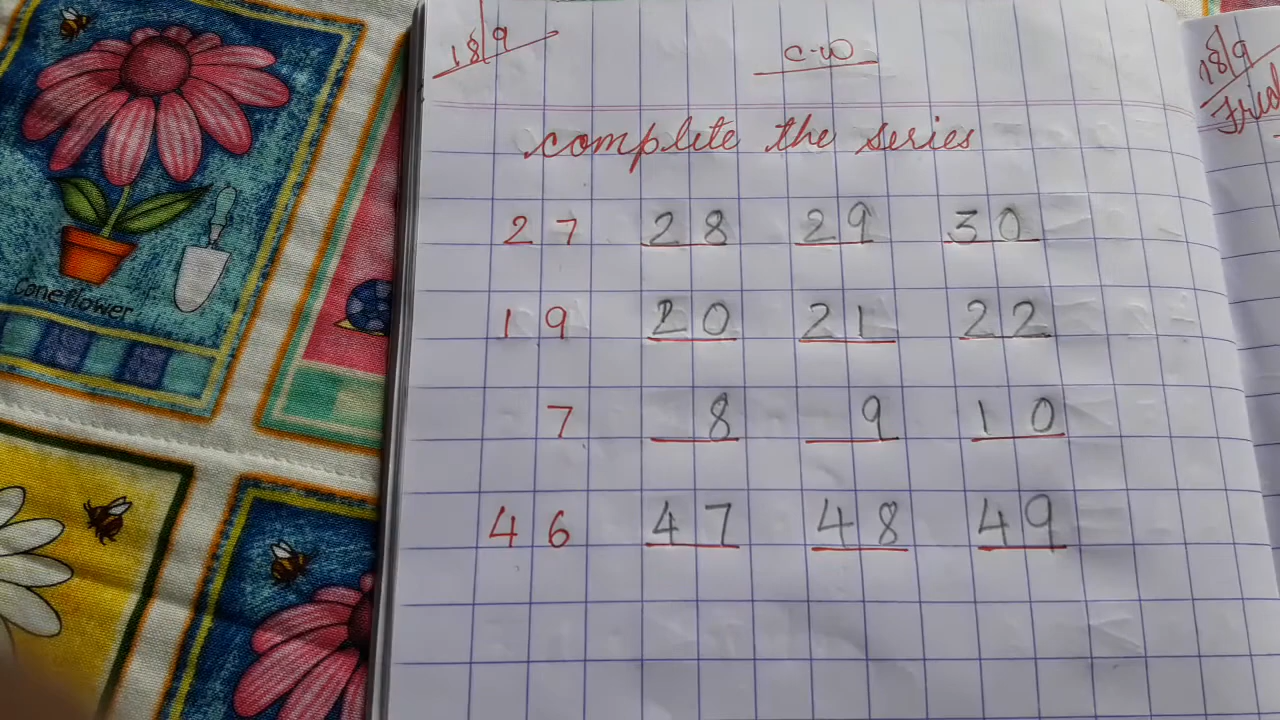 18/9
c.w
complete the series
27 28 29 30
19 20 21 22
7 8 9 10
46 47 48 49
18/9
Coneflower